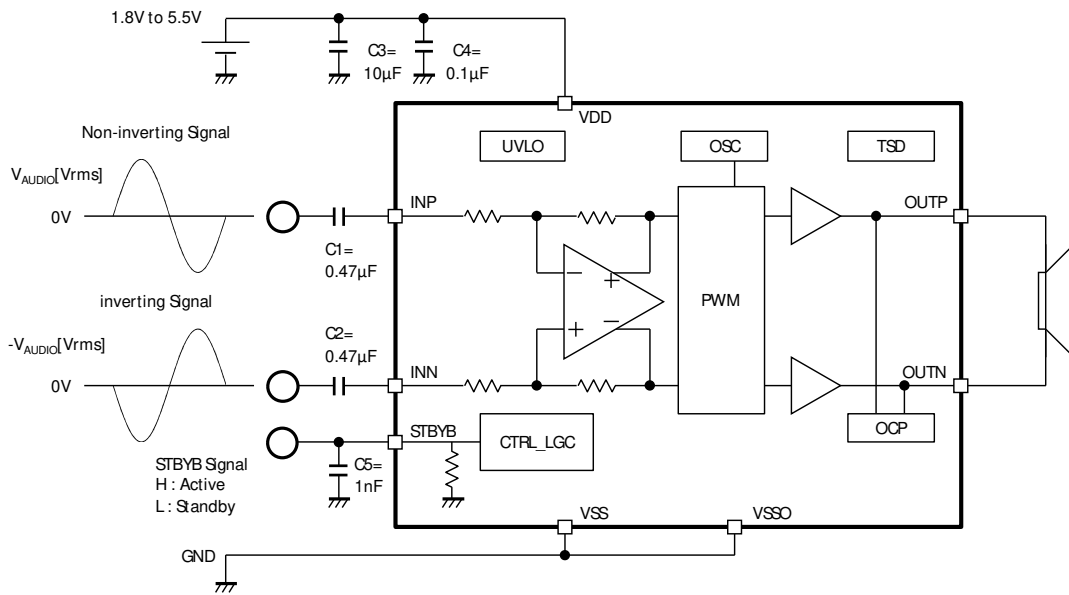 1.8V to 5.5V
C3=
10µF
C4=
0.1µF
VDD
Non-inverting Signal
VAUDIO[Vrms]
0V
C1=
0.47µF
INP
UVLO
OSC
TSD
OUTP
−
+
+
−
PWM
inverting Signal
-VAUDIO[Vrms]
0V
C2=
0.47µF
INN
OUTN
OCP
STBYB
CTRL_LGC
STBYB Signal
H : Active
L : Standby
C5=
1nF
VSS
VSSO
GND